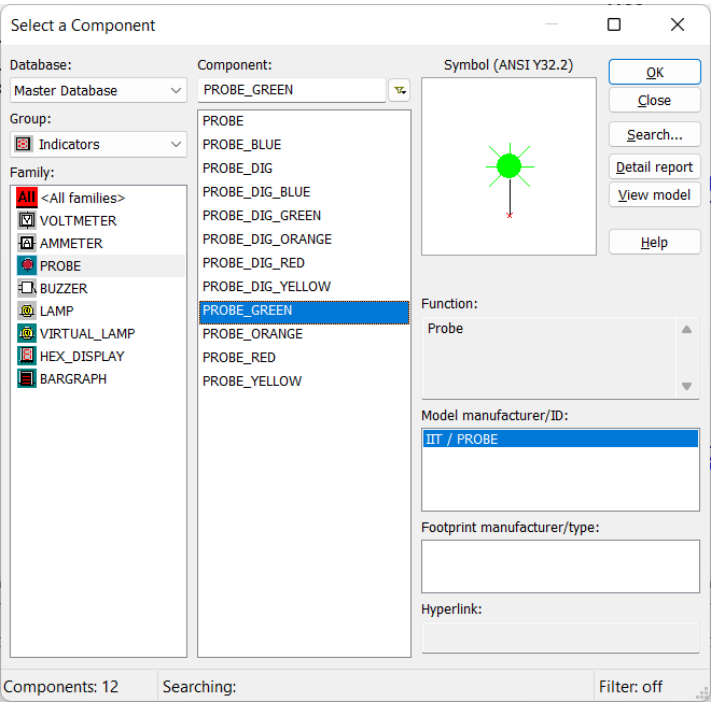 Select a Component
Database:
Master Database
Group:
Indicators
Family:
All <All families>
VOLTMETER
AMMETER
PROBE
BUZZER
LAMP
VIRTUAL_LAMP
HEX_DISPLAY
BARGRAPH
Component:
PROBE_GREEN
PROBE
PROBE_BLUE
PROBE_DIG
PROBE_DIG_BLUE
PROBE_DIG_GREEN
PROBE_DIG_ORANGE
PROBE_DIG_RED
PROBE_DIG_YELLOW
PROBE_GREEN
PROBE_ORANGE
PROBE_RED
PROBE_YELLOW
Symbol (ANSI Y32.2)
OK
Close
Search...
Detail report
View model
Help
Function:
Probe
Model manufacturer/ID:
IIT / PROBE
Footprint manufacturer/type:
Hyperlink:
Components: 12
Searching:
Filter: off